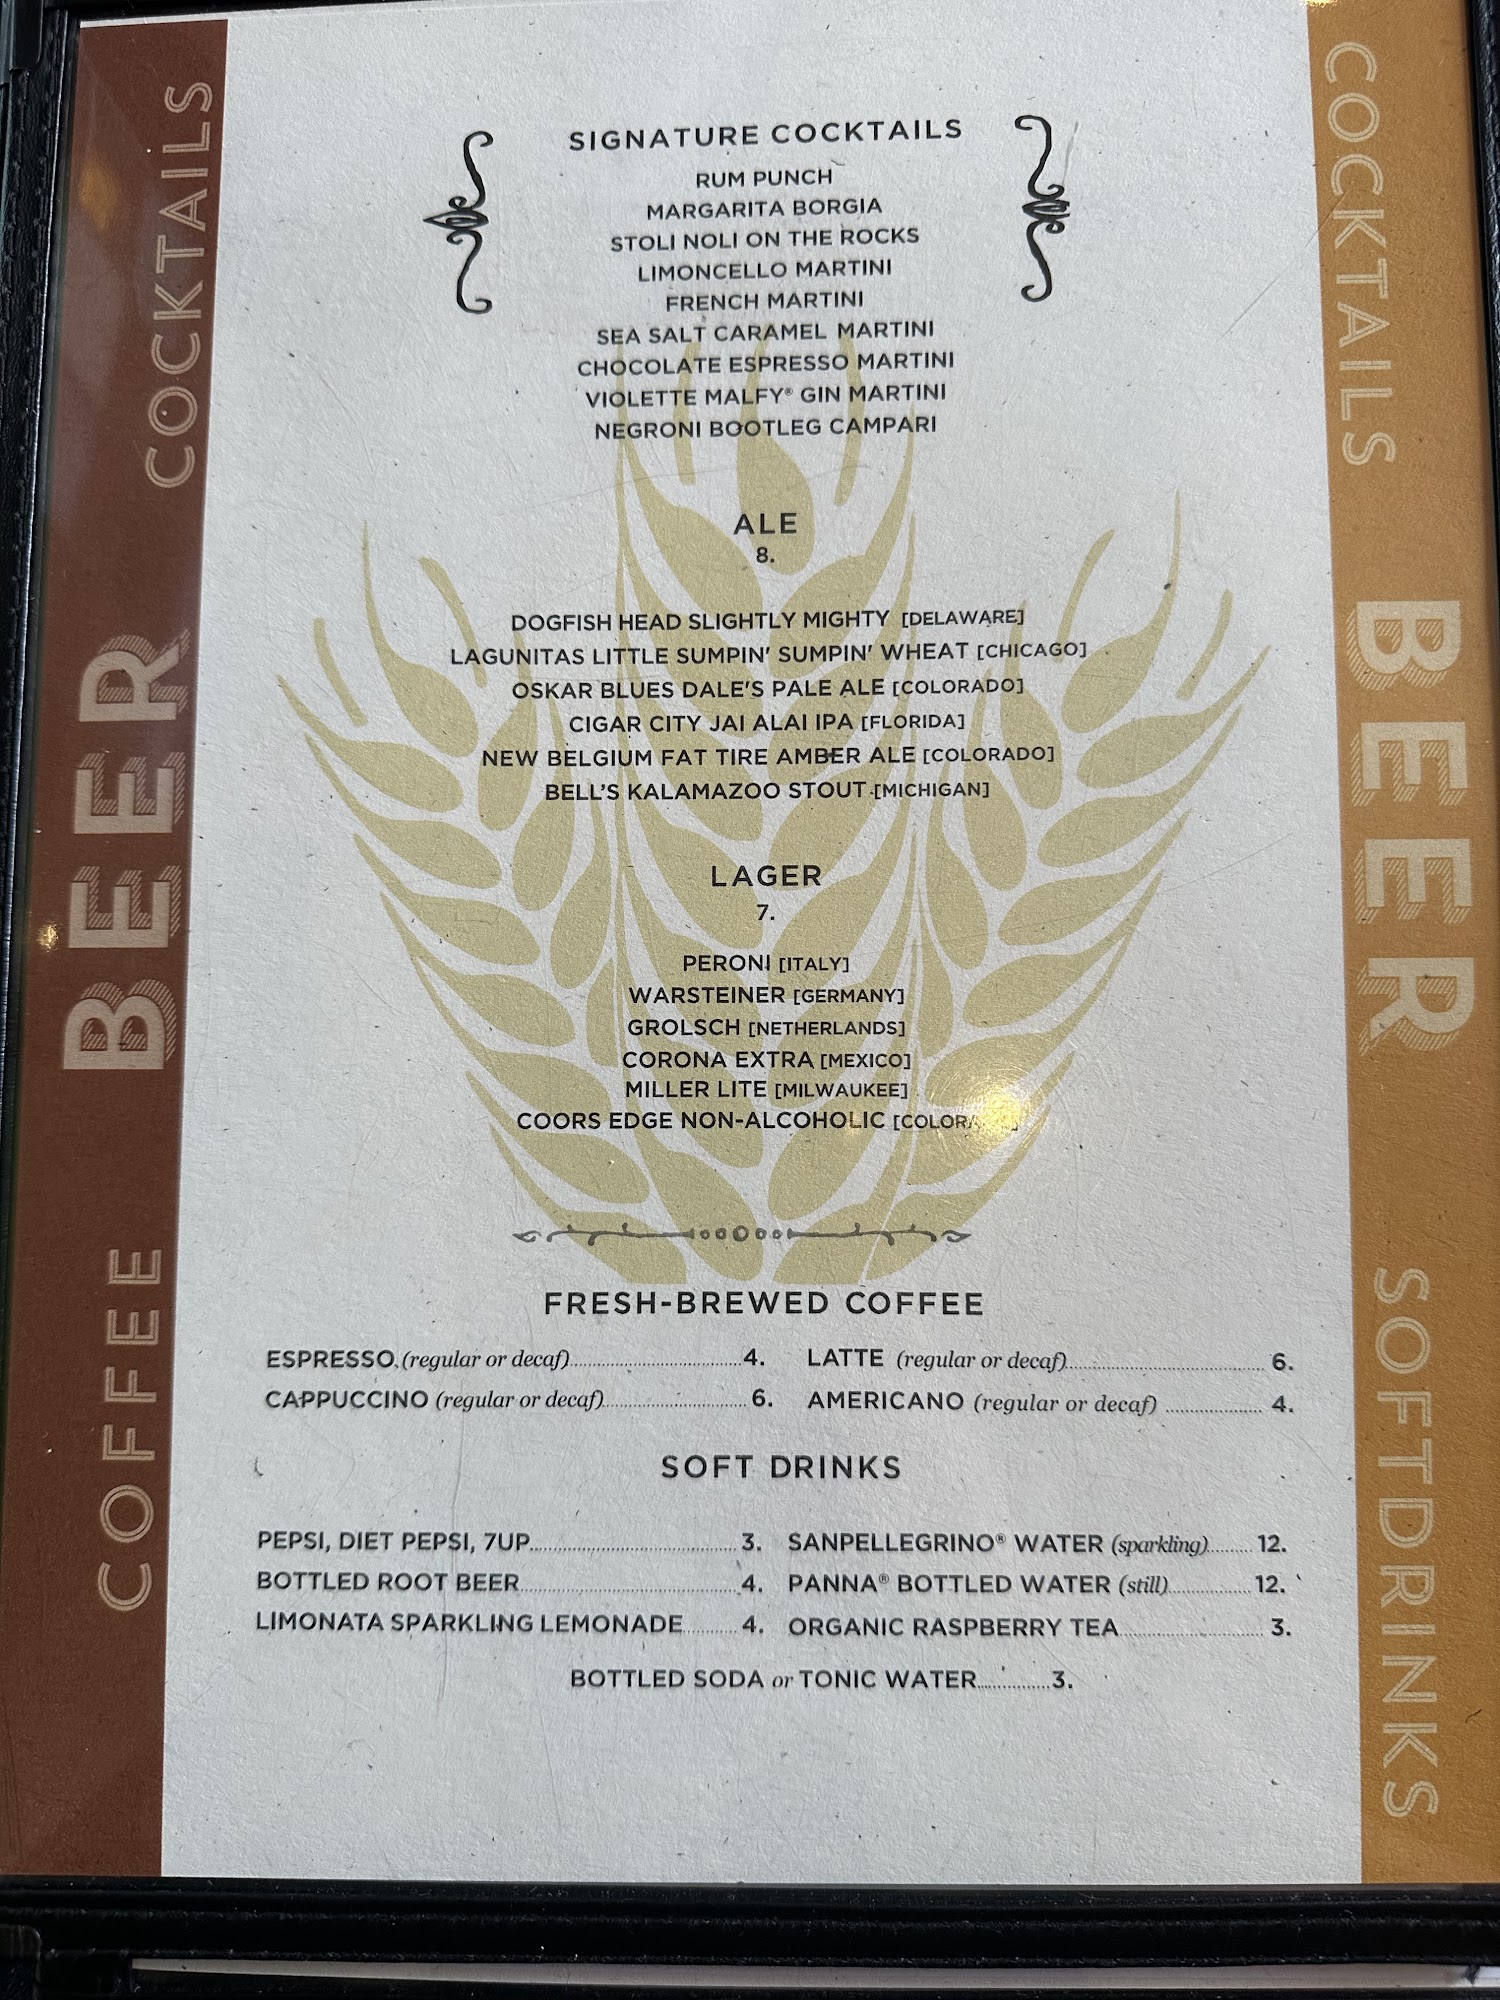 SIGNATURE COCKTAILS
RUM PUNCH
MARGARITA BORGIA
STOLI NOLI ON THE ROCKS
LIMONCELLO MARTINI
FRENCH MARTINI
SEA SALT CARAMEL MARTINI
CHOCOLATE ESPRESSO MARTINI
VIOLETTE MALFY® GIN MARTINI
NEGRONI BOOTLEG CAMPARI
ALE
8.
DOGFISH HEAD SLIGHTLY MIGHTY [DELAWARE]
LAGUNITAS LITTLE SUMPIN' SUMPIN' WHEAT [CHICAGO]
OSKAR BLUES DALE'S PALE ALE [COLORADO]
CIGAR CITY JAI ALAI IPA [FLORIDA]
NEW BELGIUM FAT TIRE AMBER ALE [COLORADO]
BELL'S KALAMAZOO STOUT [MICHIGAN]
LAGER
7.
PERONI [ITALY]
WARSTEINER [GERMANY]
GROLSCH [NETHERLANDS]
CORONA EXTRA [MEXICO]
MILLER LITE [MILWAUKEE]
COORS EDGE NON-ALCOHOLIC
FRESH-BREWED COFFEE
ESPRESSO (regular or decaf) 4.
CAPPUCCINO (regular or decaf) 6.
LATTE (regular or decaf) 6.
AMERICANO (regular or decaf) 4.
SOFT DRINKS
PEPSI, DIET PEPSI, 7UP 3.
BOTTLED ROOT BEER 4.
LIMONATA SPARKLING LEMONADE 4.
SANPELLEGRINO® WATER (sparkling) 12.
PANNA® BOTTLED WATER (still) 12.
ORGANIC RASPBERRY TEA 3.
BOTTLED SODA or TONIC WATER 3.
COFFEE BEER COCKTAILS
COCKTAILS BEER SOFT DRINKS